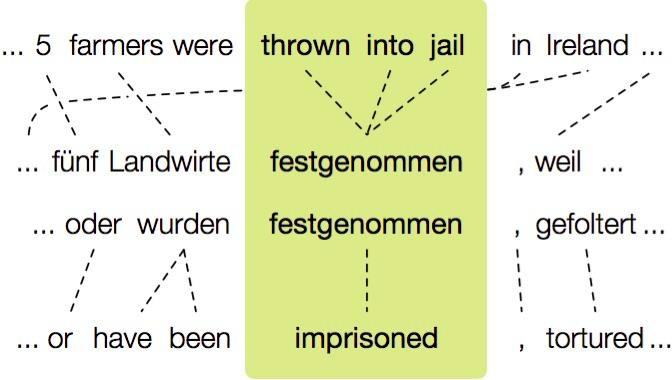 ... 5 farmers were thrown into jail in Ireland ...
... fünf Landwirte festgenommen , weil ...
... oder wurden festgenommen , gefoltert ...
... or have been imprisoned , tortured ...